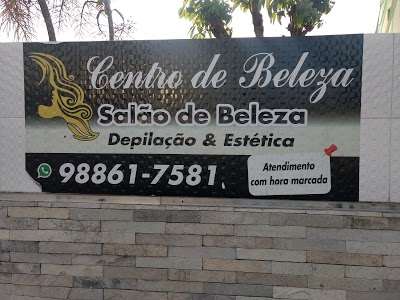 Centro de Beleza
Salão de Beleza
Depilação & Estética
98861-7581
Atendimento
com hora marcada